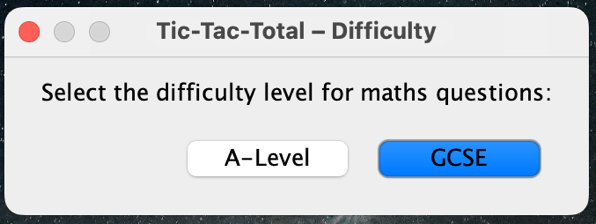 Tic-Tac-Total – Difficulty
Select the difficulty level for maths questions:
A-Level GCSE